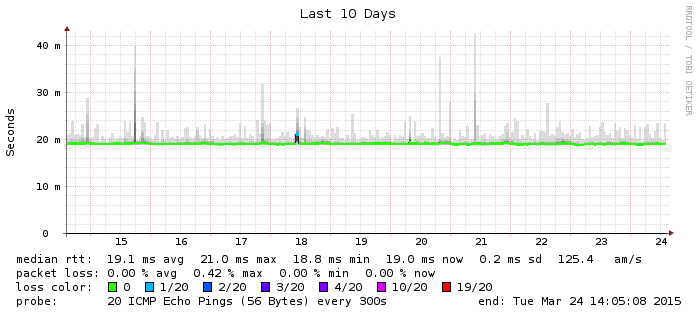 Last 10 Days
RRDTOOL / TOBI OETIKER
Seconds
40 m
30 m
20 m
10 m
0
15 16 17 18 19 20 21 22 23 24
median rtt: 19.1 ms avg 21.0 ms max 18.8 ms min 19.0 ms now 0.2 ms sd 125.4 am/s
packet loss: 0.00 % avg 0.42 % max 0.00 % min 0.00 % now
loss color: 0 1/20 2/20 3/20 4/20 10/20 19/20
probe: 20 ICMP Echo Pings (56 Bytes) every 300s end: Tue Mar 24 14:05:08 2015